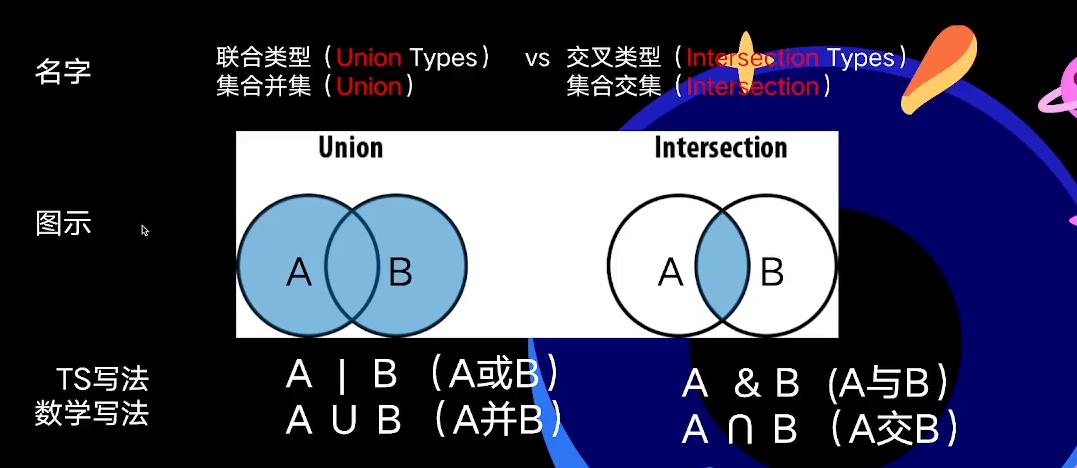 名字
联合类型（Union Types） vs 交叉类型（Intersection Types）
集合并集（Union） 集合交集（Intersection）
Union Intersection
图示
A B A B
TS写法 A | B （A或B） A & B （A与B）
数学写法 A ∪ B （A并B） A ∩ B （A交B）